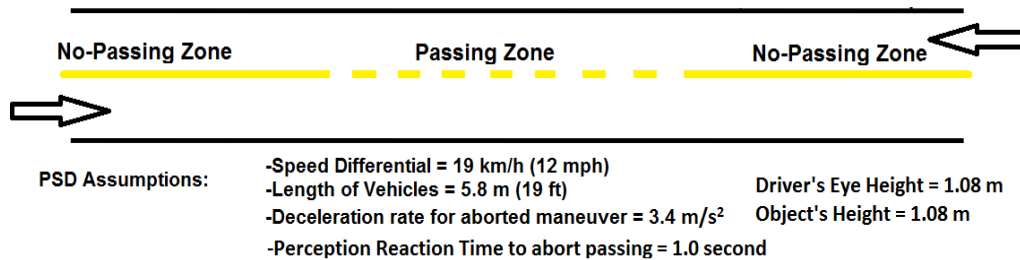 No-Passing Zone
Passing Zone
No-Passing Zone
PSD Assumptions:
-Speed Differential = 19 km/h (12 mph)
-Length of Vehicles = 5.8 m (19 ft)
-Deceleration rate for aborted maneuver = 3.4 m/s²
-Perception Reaction Time to abort passing = 1.0 second
Driver's Eye Height = 1.08 m
Object's Height = 1.08 m